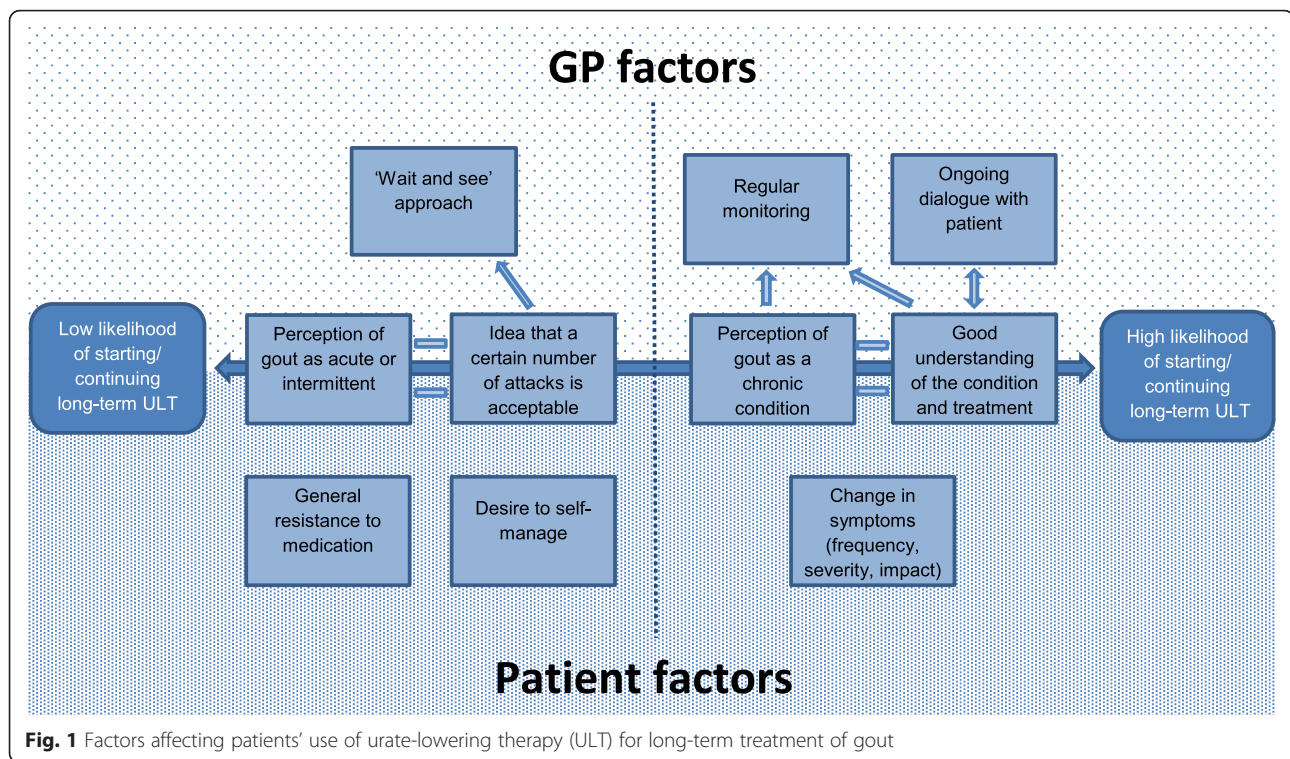 GP factors
'Wait and see'
approach
Regular
monitoring
Ongoing
dialogue with
patient
Low likelihood
of starting/
continuing
long-term ULT
Perception of
gout as acute or
intermittent
Idea that a
certain number
of attacks is
acceptable
Perception of
gout as a
chronic
condition
Good
understanding
of the condition
and treatment
High likelihood
of starting/
continuing
long-term ULT
General
resistance to
medication
Desire to self-
manage
Change in
symptoms
(frequency,
severity, impact)
Patient factors
Fig. 1 Factors affecting patients' use of urate-lowering therapy (ULT) for long-term treatment of gout